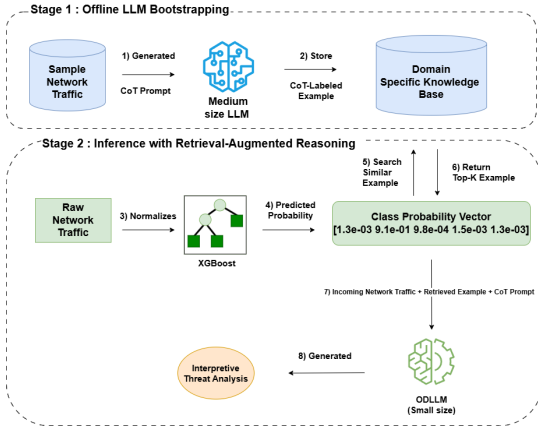 Stage 1 : Offline LLM Bootstrapping
Sample
Network
Traffic
1) Generated
CoT Prompt
Medium
size LLM
2) Store
CoT-Labeled
Example
Domain
Specific Knowledge
Base
Stage 2 : Inference with Retrieval-Augmented Reasoning
5) Search
Similar
Example
6) Return
Top-K Example
Raw
Network
Traffic
3) Normalizes
XGBoost
4) Predicted
Probability
Class Probability Vector
[1.3e-03 9.1e-01 9.8e-04 1.5e-03 1.3e-03]
7) Incoming Network Traffic + Retrieved Example + CoT Prompt
Interpretive
Threat Analysis
8) Generated
ODLLM
(Small size)